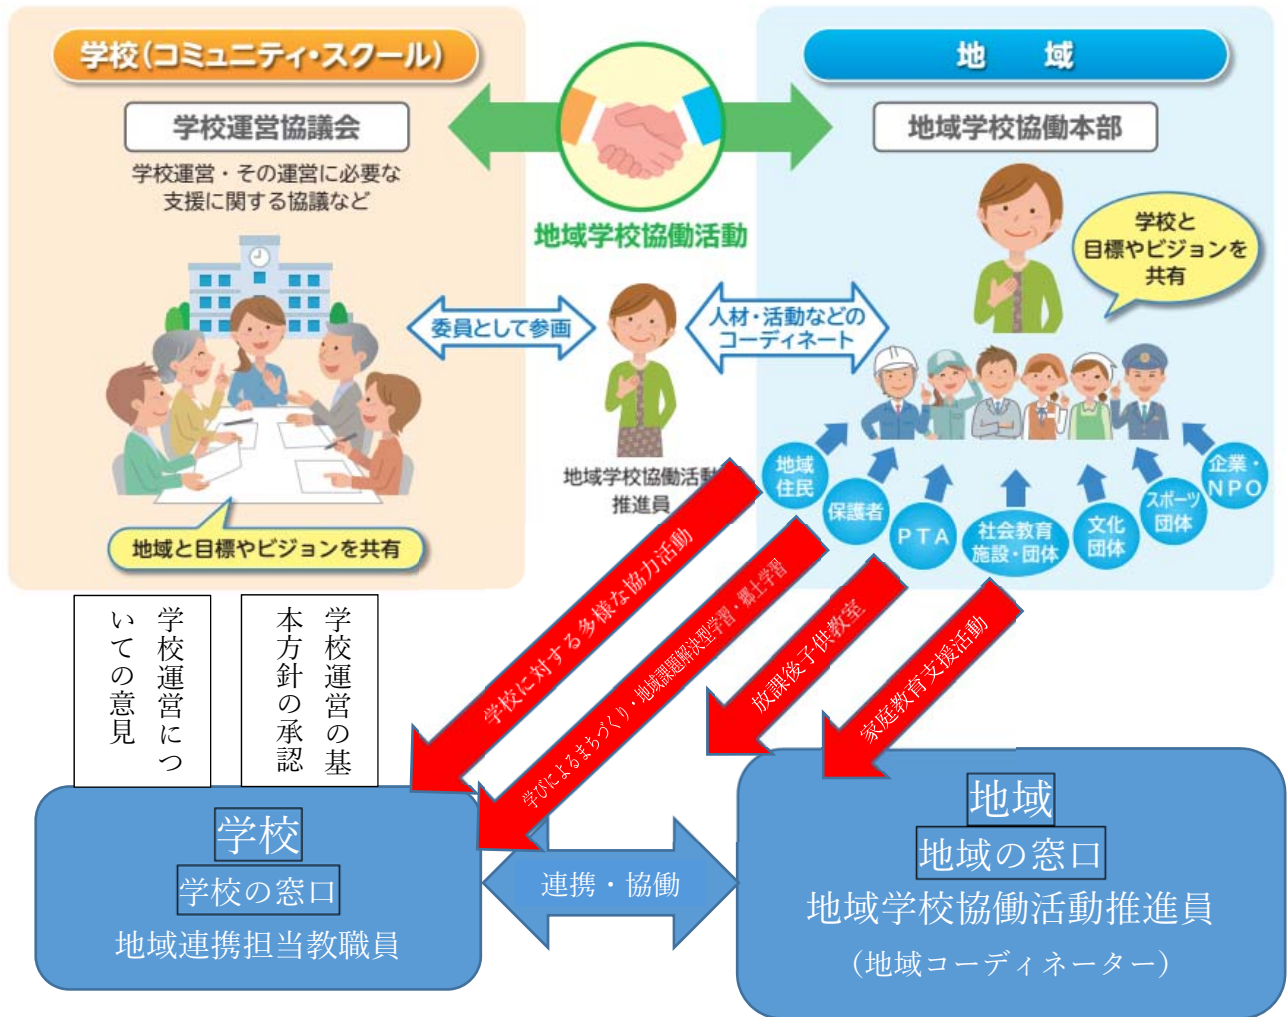 学校(コミュニティ・スクール)
学校運営協議会
学校運営・その運営に必要な
支援に関する協議など
地域学校協働活動
地　域
地域学校協働本部
学校と
目標やビジョンを
共有
委員として参画
人材・活動などの
コーディネート
地域学校協働活動
推進員
地域
住民
保護者
PTA
社会教育
施設・団体
文化
団体
スポーツ
団体
企業・
NPO
地域と目標やビジョンを共有
学校運営につ
いての意見
学校運営の基
本方針の承認
学校に対する多様な協力活動
学びによるまちづくり・地域課題解決型学習・郷土学習
放課後子供教室
家庭教育支援活動
学校
学校の窓口
地域連携担当教職員
連携・協働
地域
地域の窓口
地域学校協働活動推進員
（地域コーディネーター）